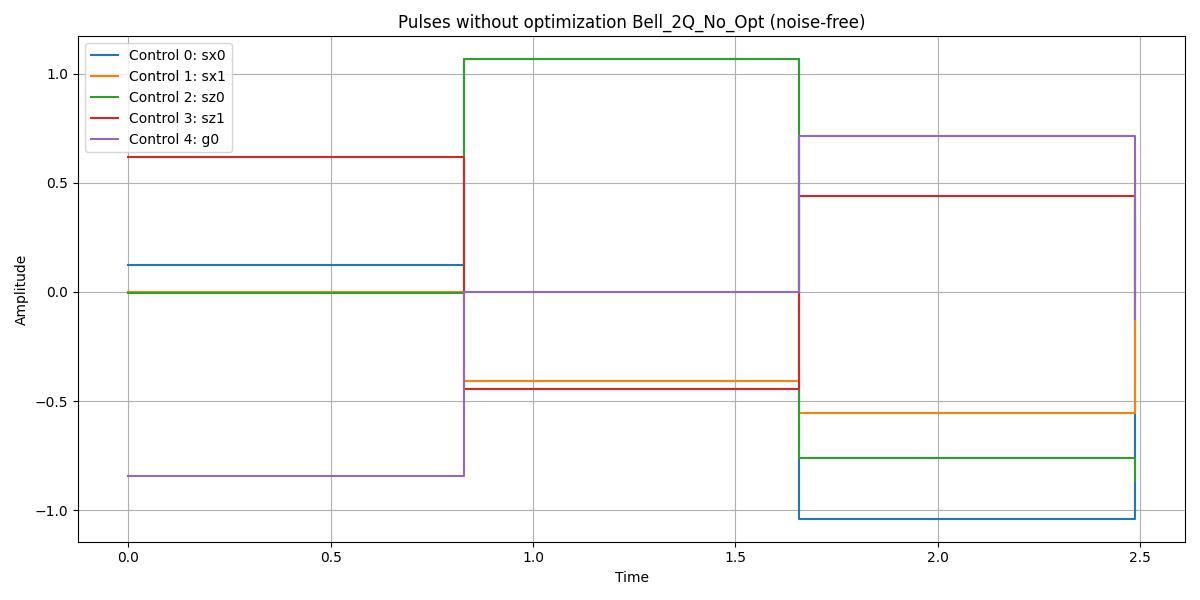 Pulses without optimization Bell_2Q_No_Opt (noise-free)
Control 0: sx0
Control 1: sx1
Control 2: sz0
Control 3: sz1
Control 4: g0
1.0
0.5
0.0
−0.5
−1.0
Amplitude
0.0 0.5 1.0 1.5 2.0 2.5
Time